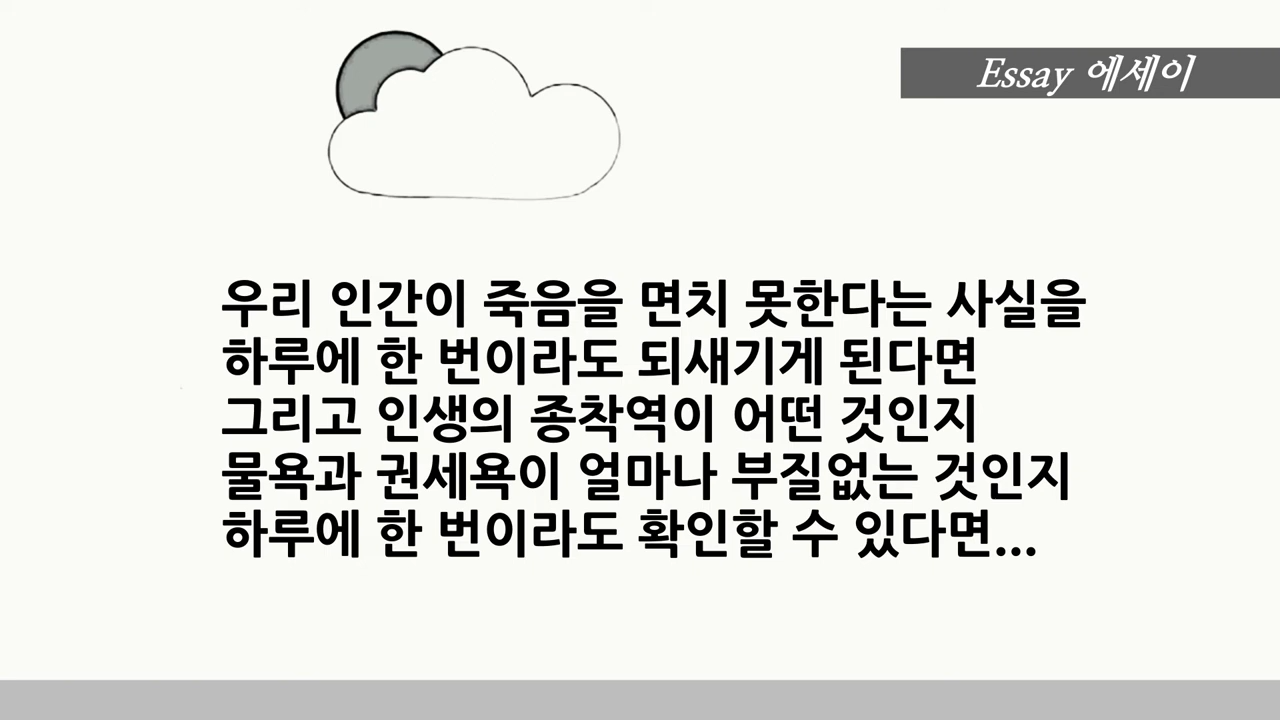 Essay 에세이
우리 인간이 죽음을 면치 못한다는 사실을
하루에 한 번이라도 되새기게 된다면
그리고 인생의 종착역이 어떤 것인지
물욕과 권세욕이 얼마나 부질없는 것인지
하루에 한 번이라도 확인할 수 있다면...